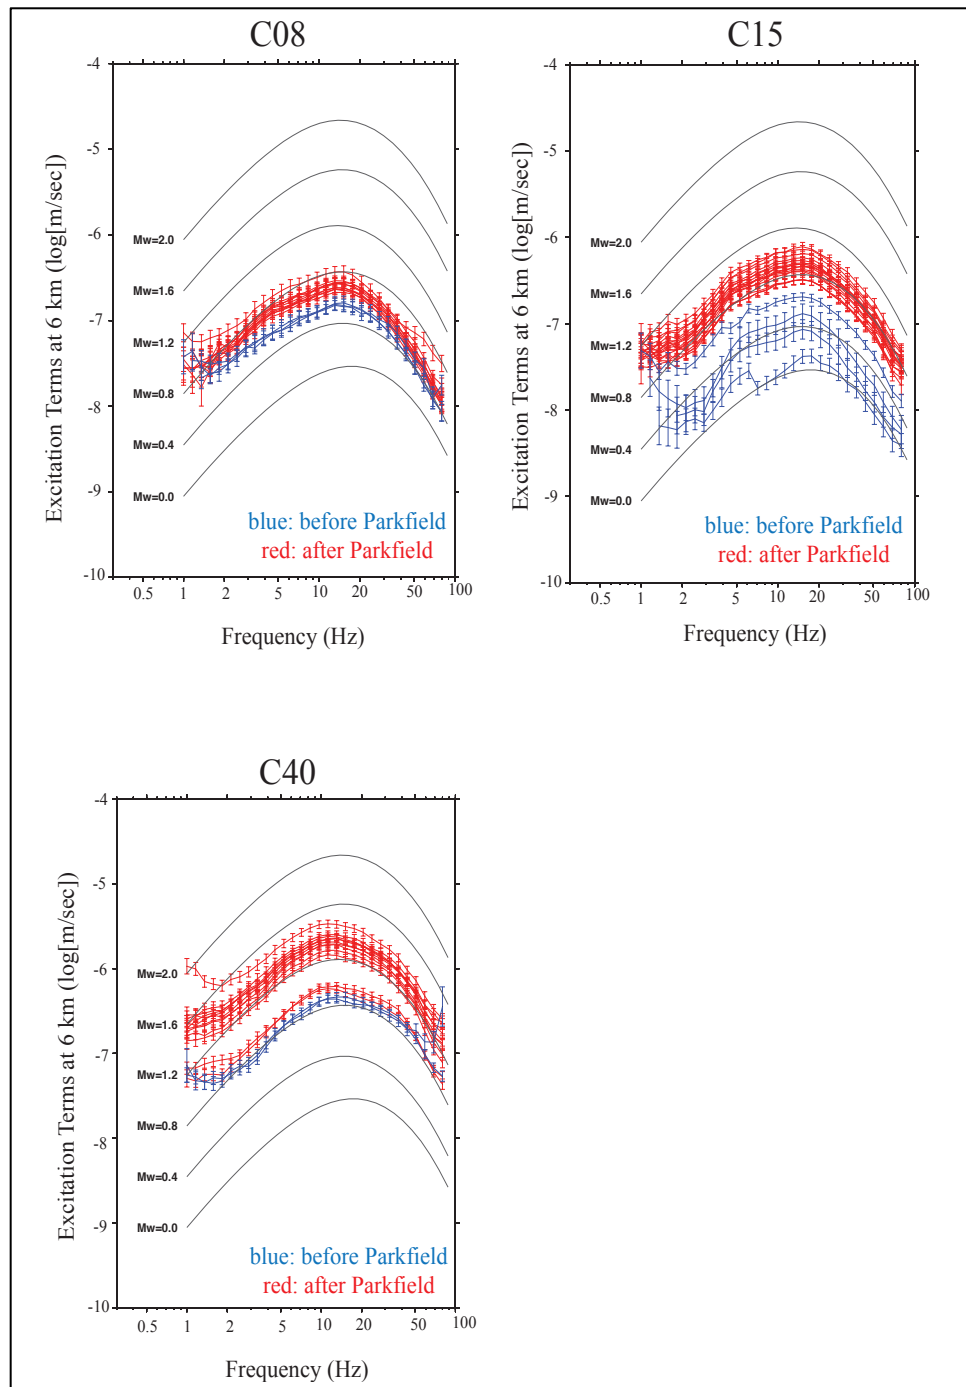 C08
-4
-5
-6
-7
-8
-9
-10
Excitation Terms at 6 km (log[m/sec])
Mw=2.0
Mw=1.6
Mw=1.2
Mw=0.8
Mw=0.4
Mw=0.0
blue: before Parkfield
red: after Parkfield
0.5 1 2 5 10 20 50 100
Frequency (Hz)
C15
-4
-5
-6
-7
-8
-9
-10
Excitation Terms at 6 km (log[m/sec])
Mw=2.0
Mw=1.6
Mw=1.2
Mw=0.8
Mw=0.4
Mw=0.0
blue: before Parkfield
red: after Parkfield
0.5 1 2 5 10 20 50 100
Frequency (Hz)
C40
-4
-5
-6
-7
-8
-9
-10
Excitation Terms at 6 km (log[m/sec])
Mw=2.0
Mw=1.6
Mw=1.2
Mw=0.8
Mw=0.4
Mw=0.0
blue: before Parkfield
red: after Parkfield
0.5 1 2 5 10 20 50 100
Frequency (Hz)